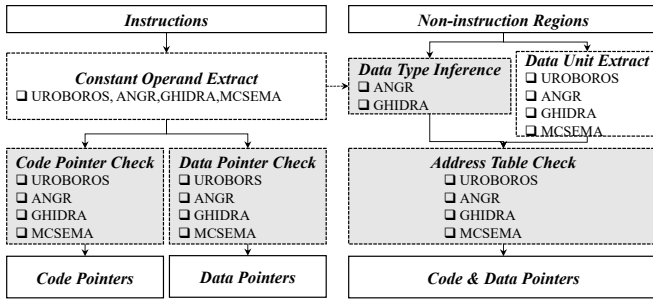 Instructions
Non-instruction Regions
Constant Operand Extract
❑ UROBOROS, ANGR,GHIDRA,MCSEMA
Data Type Inference
❑ ANGR
❑ GHIDRA
Data Unit Extract
❑ UROBOROS
❑ ANGR
❑ GHIDRA
❑ MCSEMA
Code Pointer Check
❑ UROBOROS
❑ ANGR
❑ GHIDRA
❑ MCSEMA
Data Pointer Check
❑ UROBORS
❑ ANGR
❑ GHIDRA
❑ MCSEMA
Address Table Check
❑ UROBOROS
❑ ANGR
❑ GHIDRA
❑ MCSEMA
Code Pointers
Data Pointers
Code & Data Pointers